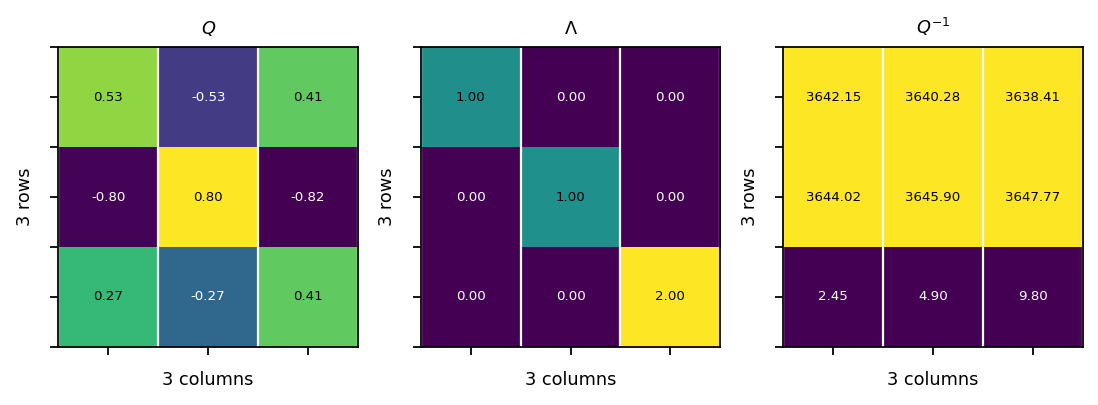 Q
Λ
Q⁻¹
0.53 -0.53 0.41
1.00 0.00 0.00
3642.15 3640.28 3638.41
3 rows
-0.80 0.80 -0.82
3 rows
0.00 1.00 0.00
3 rows
3644.02 3645.90 3647.77
0.27 -0.27 0.41
0.00 0.00 2.00
2.45 4.90 9.80
3 columns
3 columns
3 columns